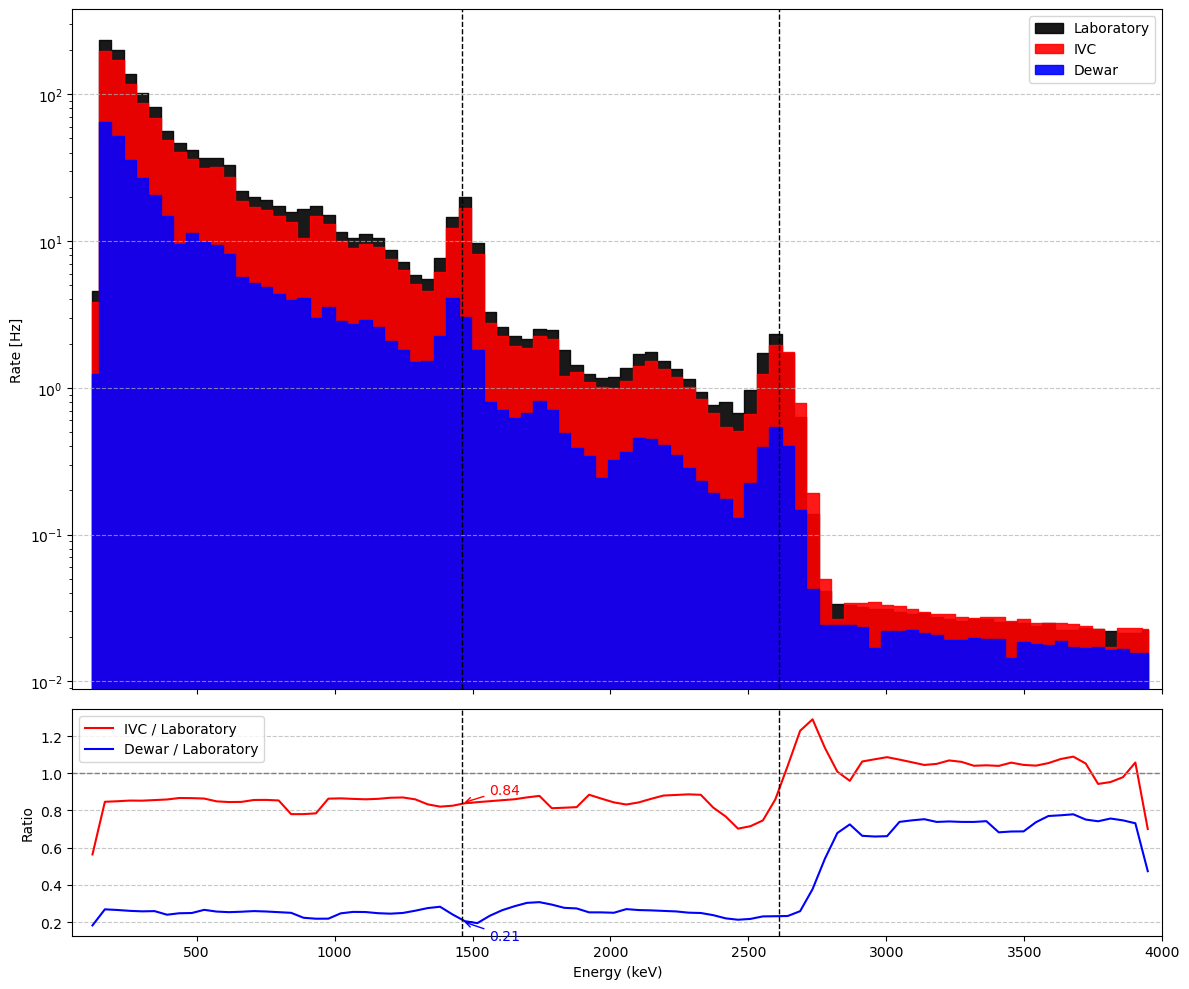 Laboratory
IVC
Dewar
Rate [Hz]
10²
10¹
10⁰
10⁻¹
10⁻²
IVC / Laboratory
Dewar / Laboratory
Ratio
1.2
1.0
0.8
0.6
0.4
0.2
0.84
0.21
500 1000 1500 2000 2500 3000 3500 4000
Energy (keV)